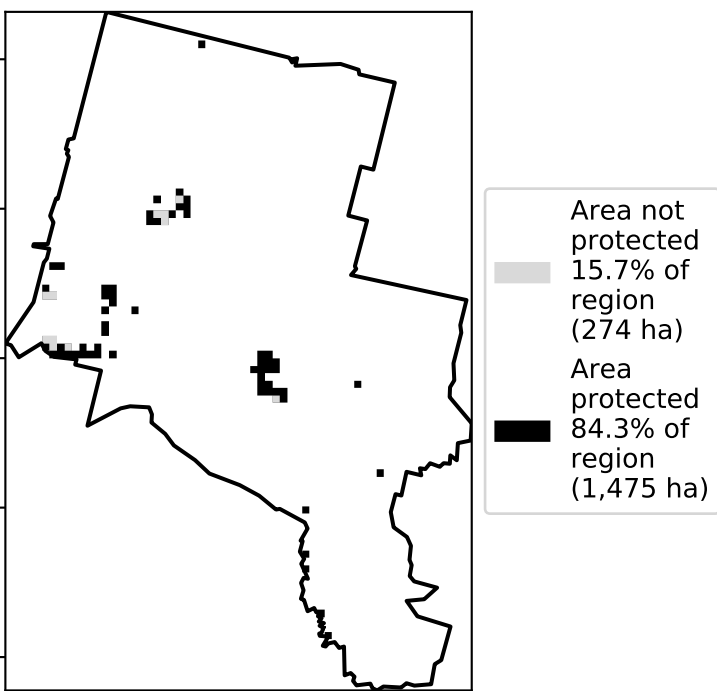 Area not
protected
15.7% of
region
(274 ha)
Area
protected
84.3% of
region
(1,475 ha)